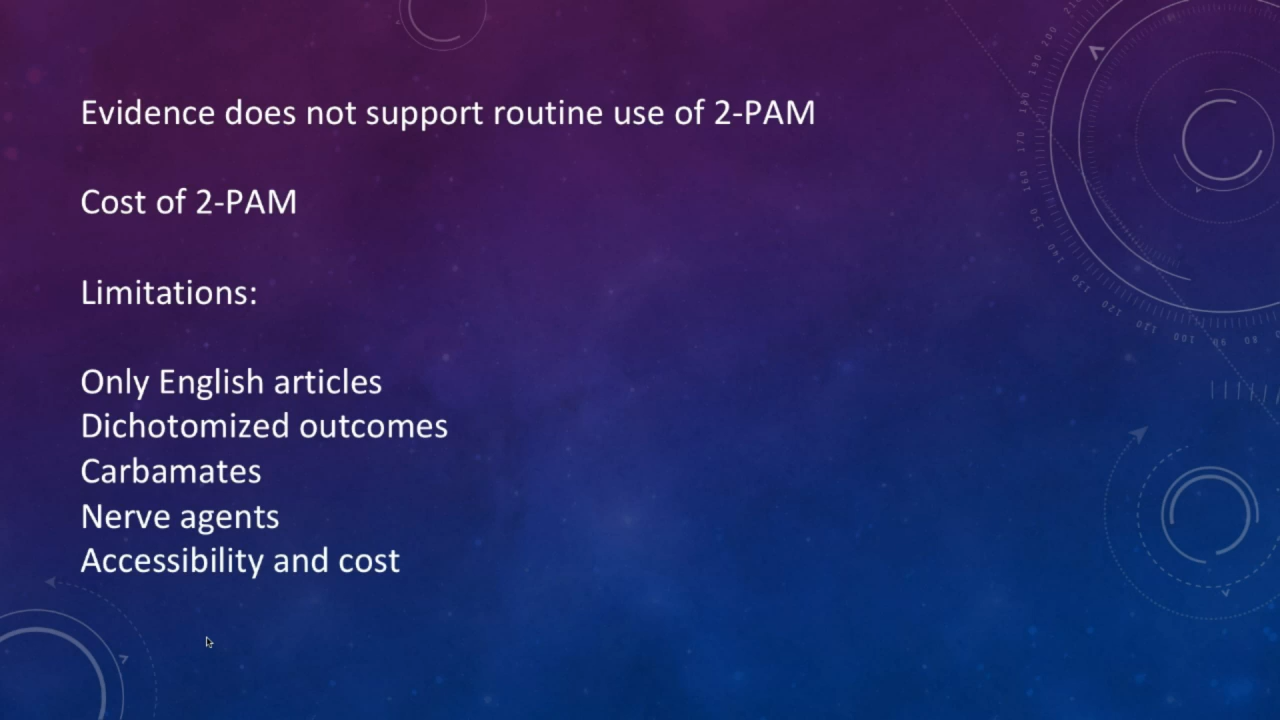 Evidence does not support routine use of 2-PAM
Cost of 2-PAM
Limitations:
Only English articles
Dichotomized outcomes
Carbamates
Nerve agents
Accessibility and cost